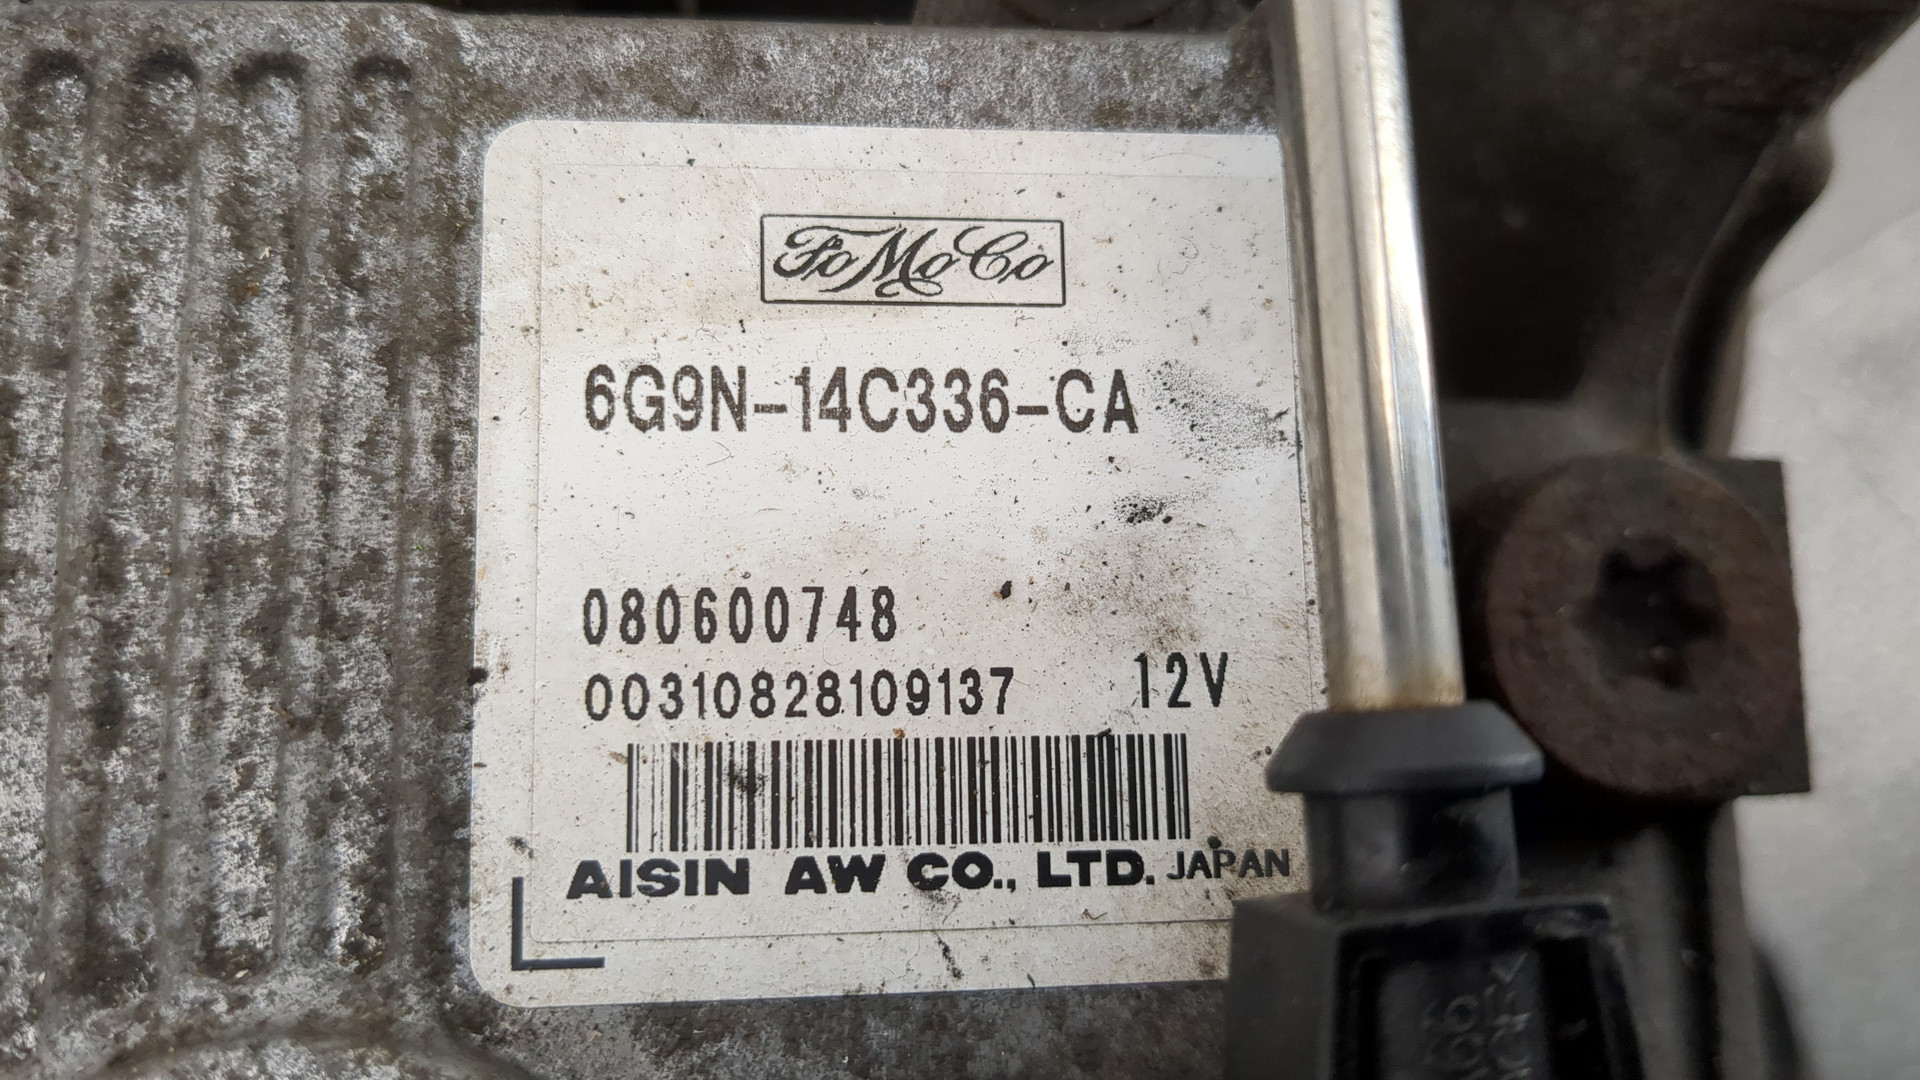 FoMoCo
6G9N-14C336-CA
080600748
00310828109137 12V
AISIN AW CO., LTD. JAPAN